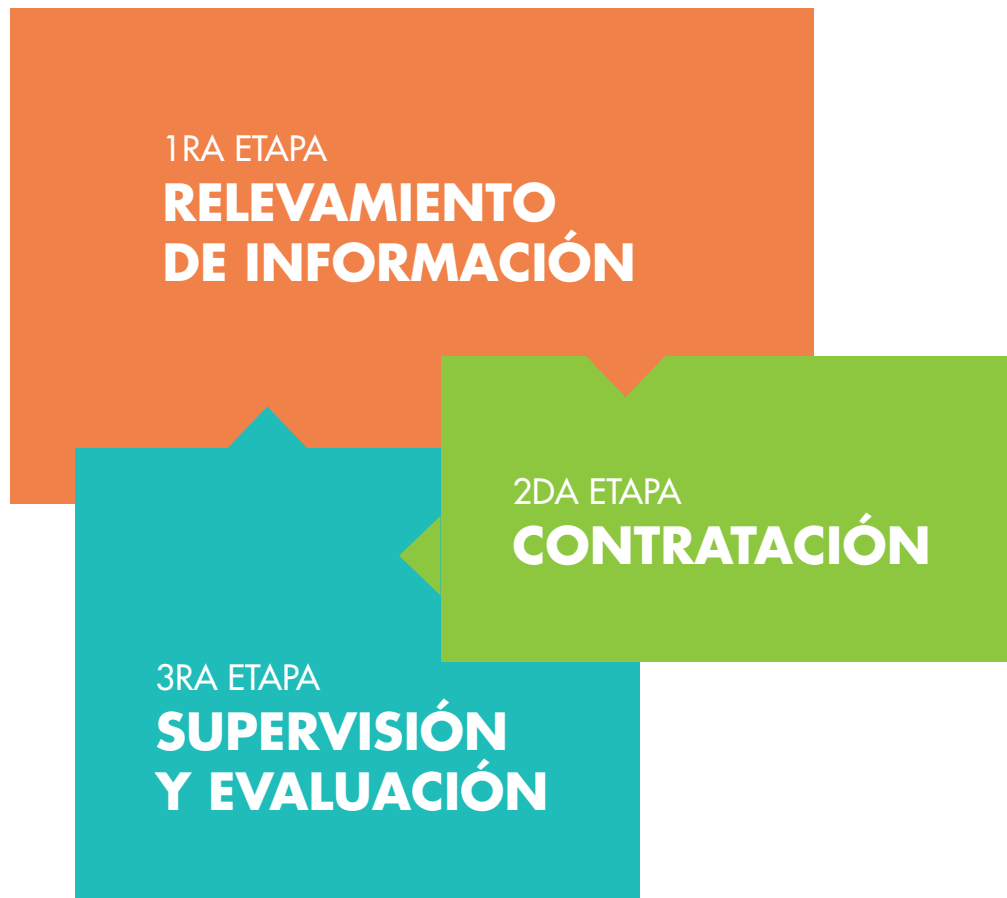 1RA ETAPA
RELEVAMIENTO
DE INFORMACIÓN
2DA ETAPA
CONTRATACIÓN
3RA ETAPA
SUPERVISIÓN
Y EVALUACIÓN